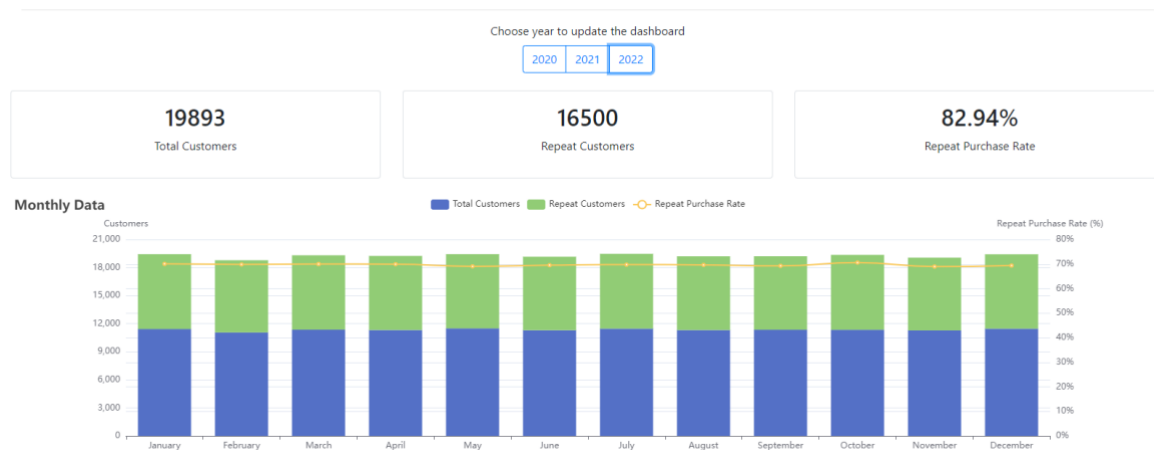 Choose year to update the dashboard
2020 2021 2022
19893 16500 82.94%
Total Customers Repeat Customers Repeat Purchase Rate
Monthly Data
Total Customers Repeat Customers Repeat Purchase Rate
Customers Repeat Purchase Rate (%)
21,000 80%
18,000 70%
15,000 60%
12,000 50%
9,000 40%
6,000 30%
3,000 20%
10%
0 0%
January February March April May June July August September October November December